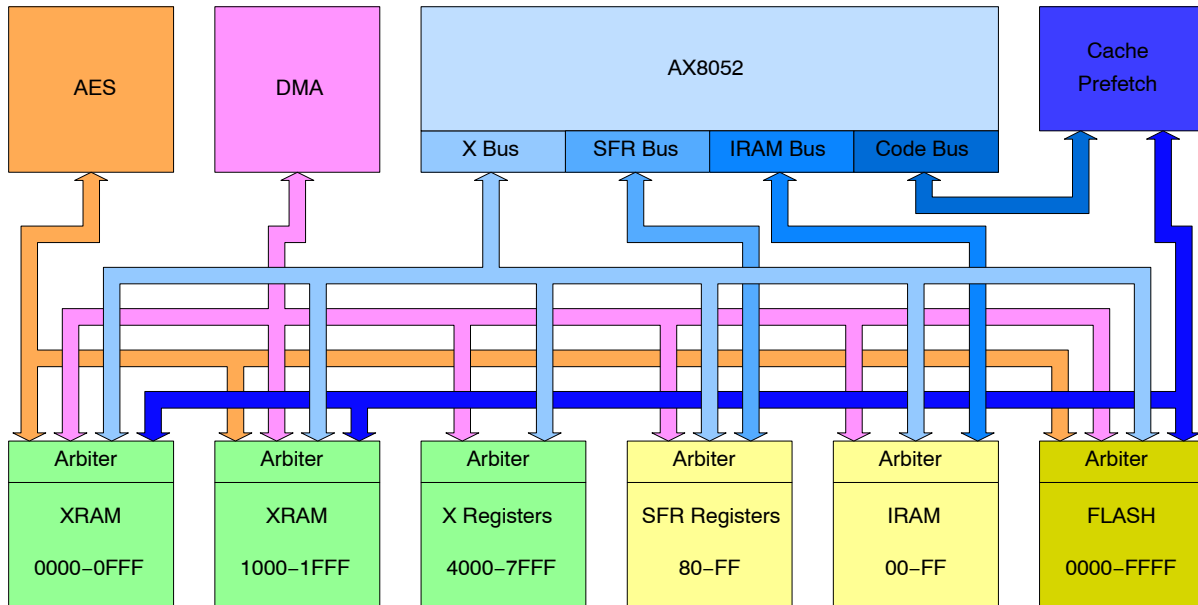 AES
DMA
AX8052
Cache
Prefetch
X Bus
SFR Bus
IRAM Bus
Code Bus
Arbiter
XRAM
0000−0FFF
Arbiter
XRAM
1000−1FFF
Arbiter
X Registers
4000−7FFF
Arbiter
SFR Registers
80−FF
Arbiter
IRAM
00−FF
Arbiter
FLASH
0000−FFFF